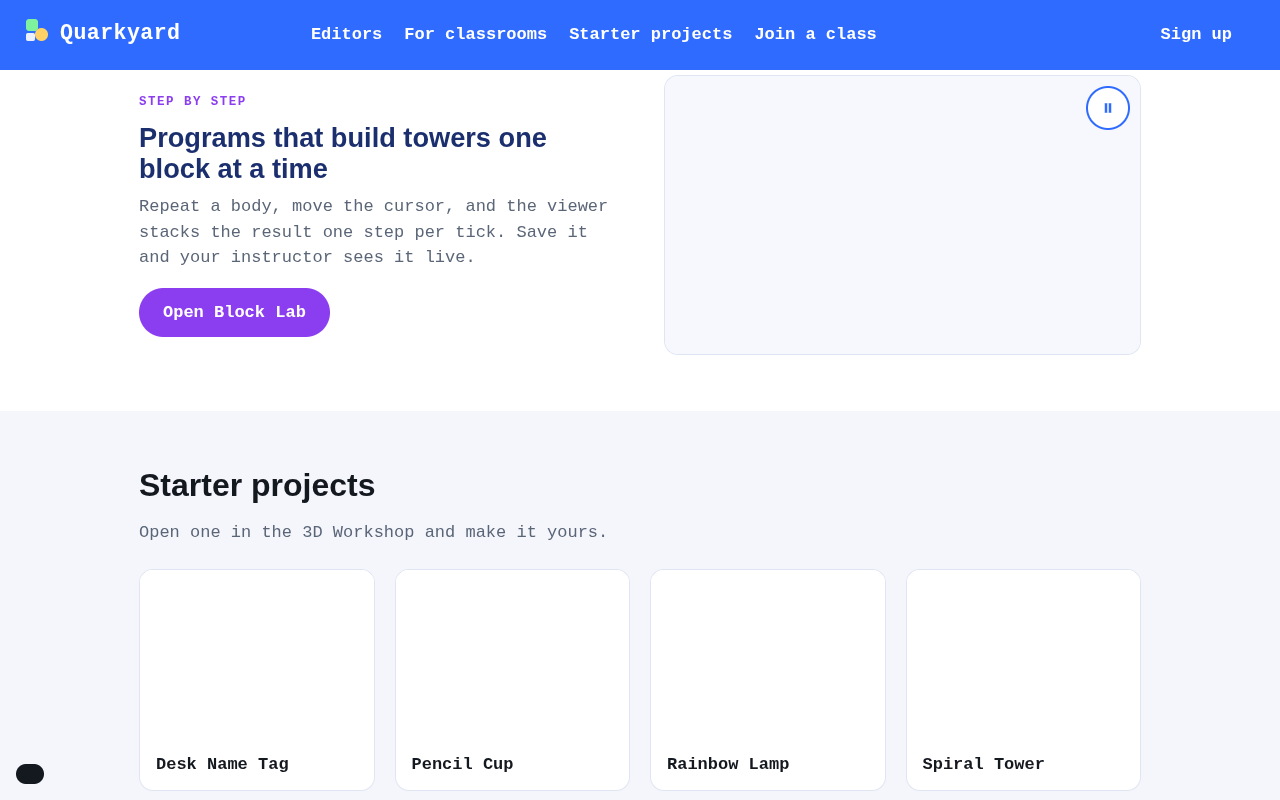 Quarkyard
Editors
For classrooms
Starter projects
Join a class
Sign up
STEP BY STEP
Programs that build towers one
block at a time
Repeat a body, move the cursor, and the viewer
stacks the result one step per tick. Save it
and your instructor sees it live.
Open Block Lab
Starter projects
Open one in the 3D Workshop and make it yours.
Desk Name Tag
Pencil Cup
Rainbow Lamp
Spiral Tower